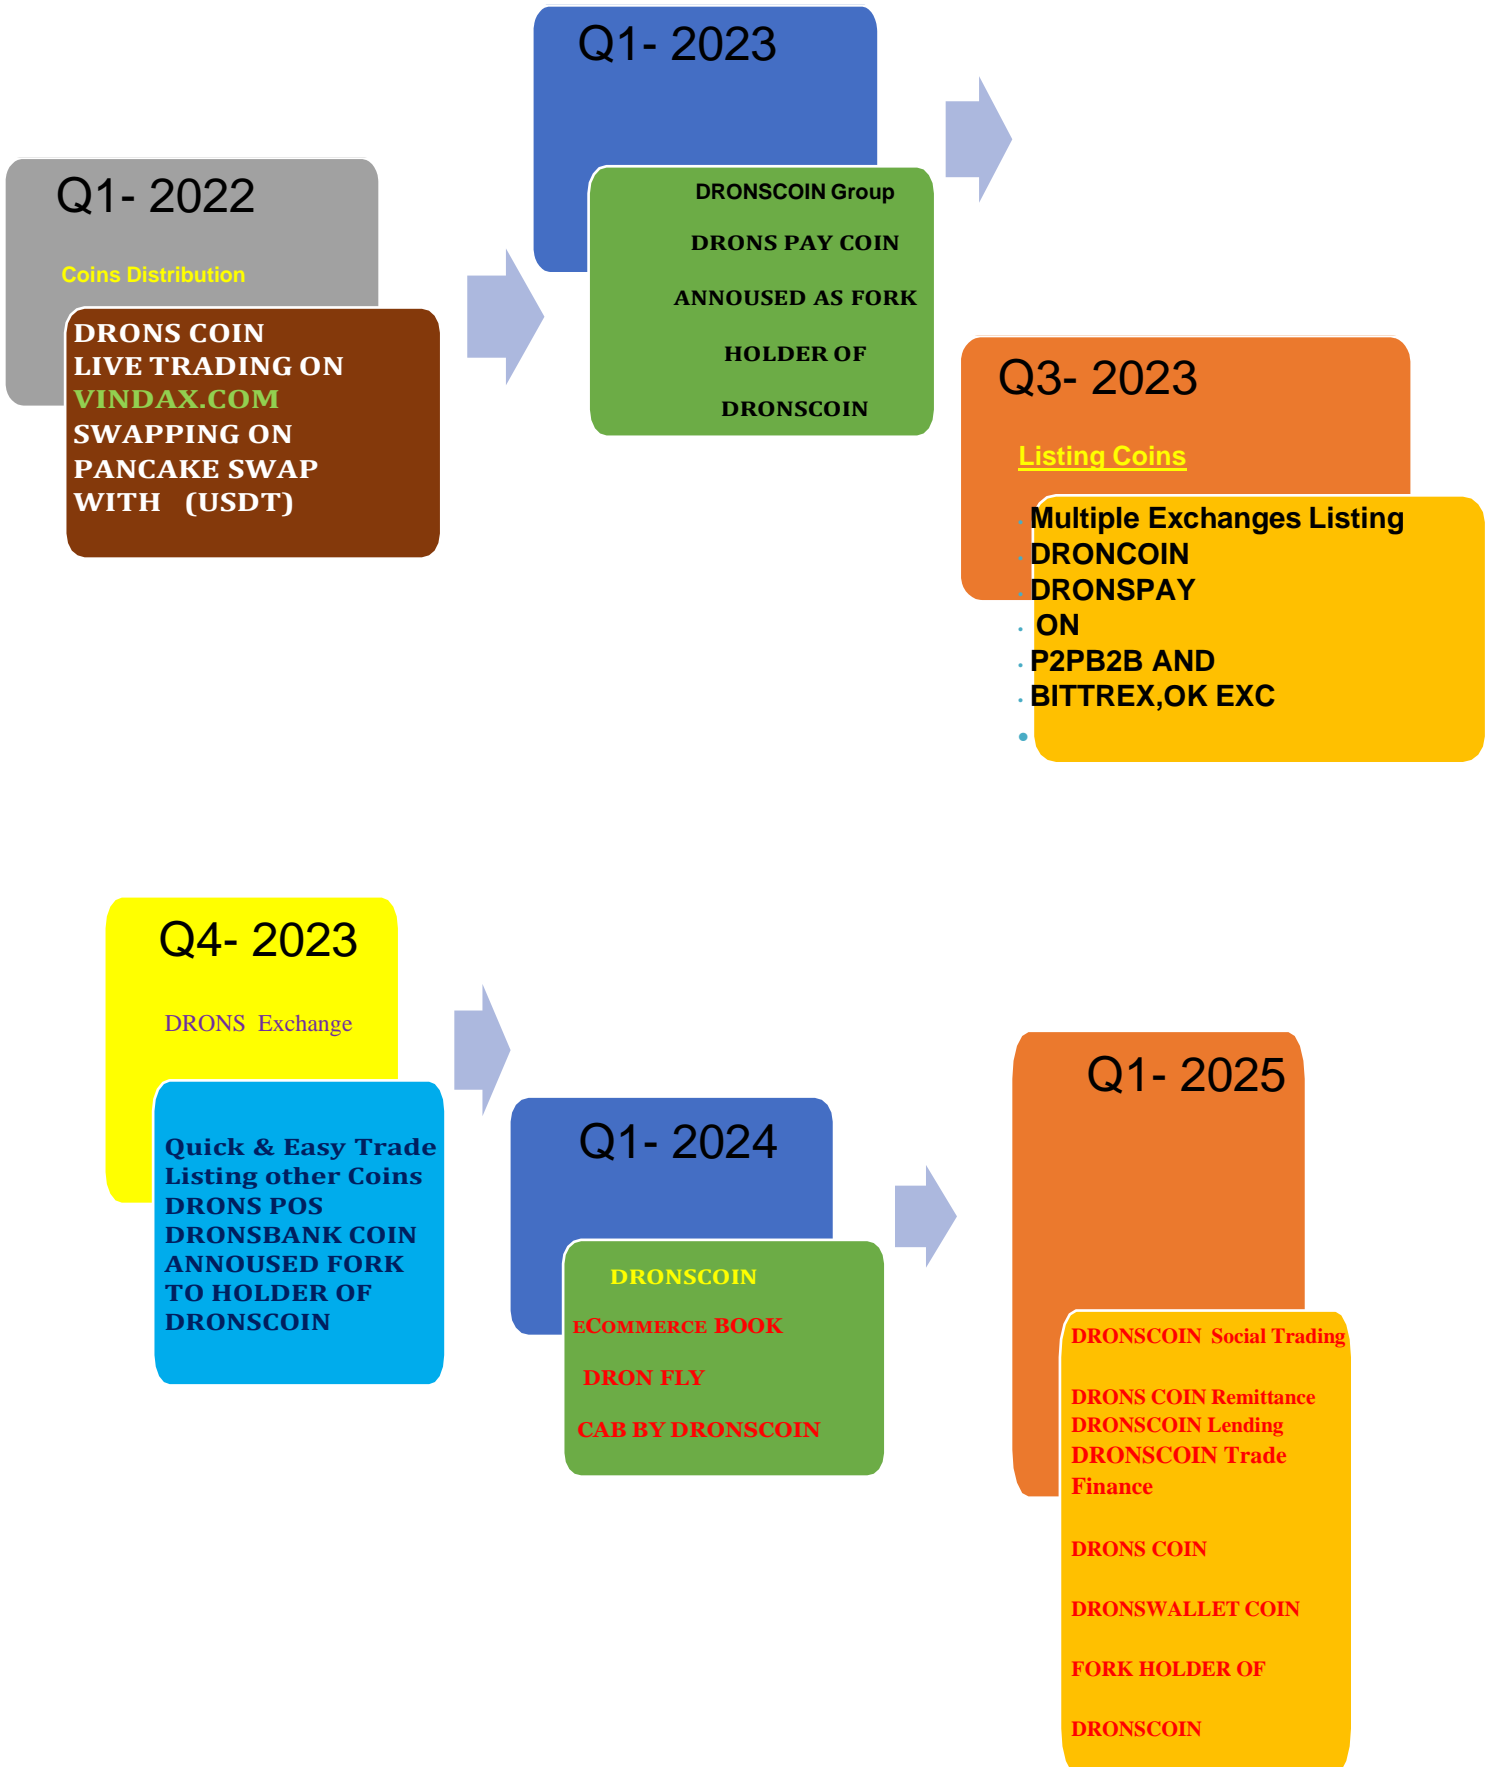 Q1- 2022
Coins Distribution
DRONS COIN
LIVE TRADING ON
VINDAX.COM
SWAPPING ON
PANCAKE SWAP
WITH (USDT)
Q1- 2023
DRONSCOIN Group
DRONS PAY COIN
ANNOUSED AS FORK
HOLDER OF
DRONSCOIN
Q3- 2023
Listing Coins
Multiple Exchanges Listing
DRONCOIN
DRONSPAY
ON
P2PB2B AND
BITTREX,OK EXC
Q4- 2023
DRONS Exchange
Quick & Easy Trade
Listing other Coins
DRONS POS
DRONSBANK COIN
ANNOUSED FORK
TO HOLDER OF
DRONSCOIN
Q1- 2024
DRONSCOIN
eCommerce BOOK
DRON FLY
CAB BY DRONSCOIN
Q1- 2025
DRONSCOIN Social Trading
DRONS COIN Remittance
DRONSCOIN Lending
DRONSCOIN Trade
Finance
DRONS COIN
DRONSWALLET COIN
FORK HOLDER OF
DRONSCOIN